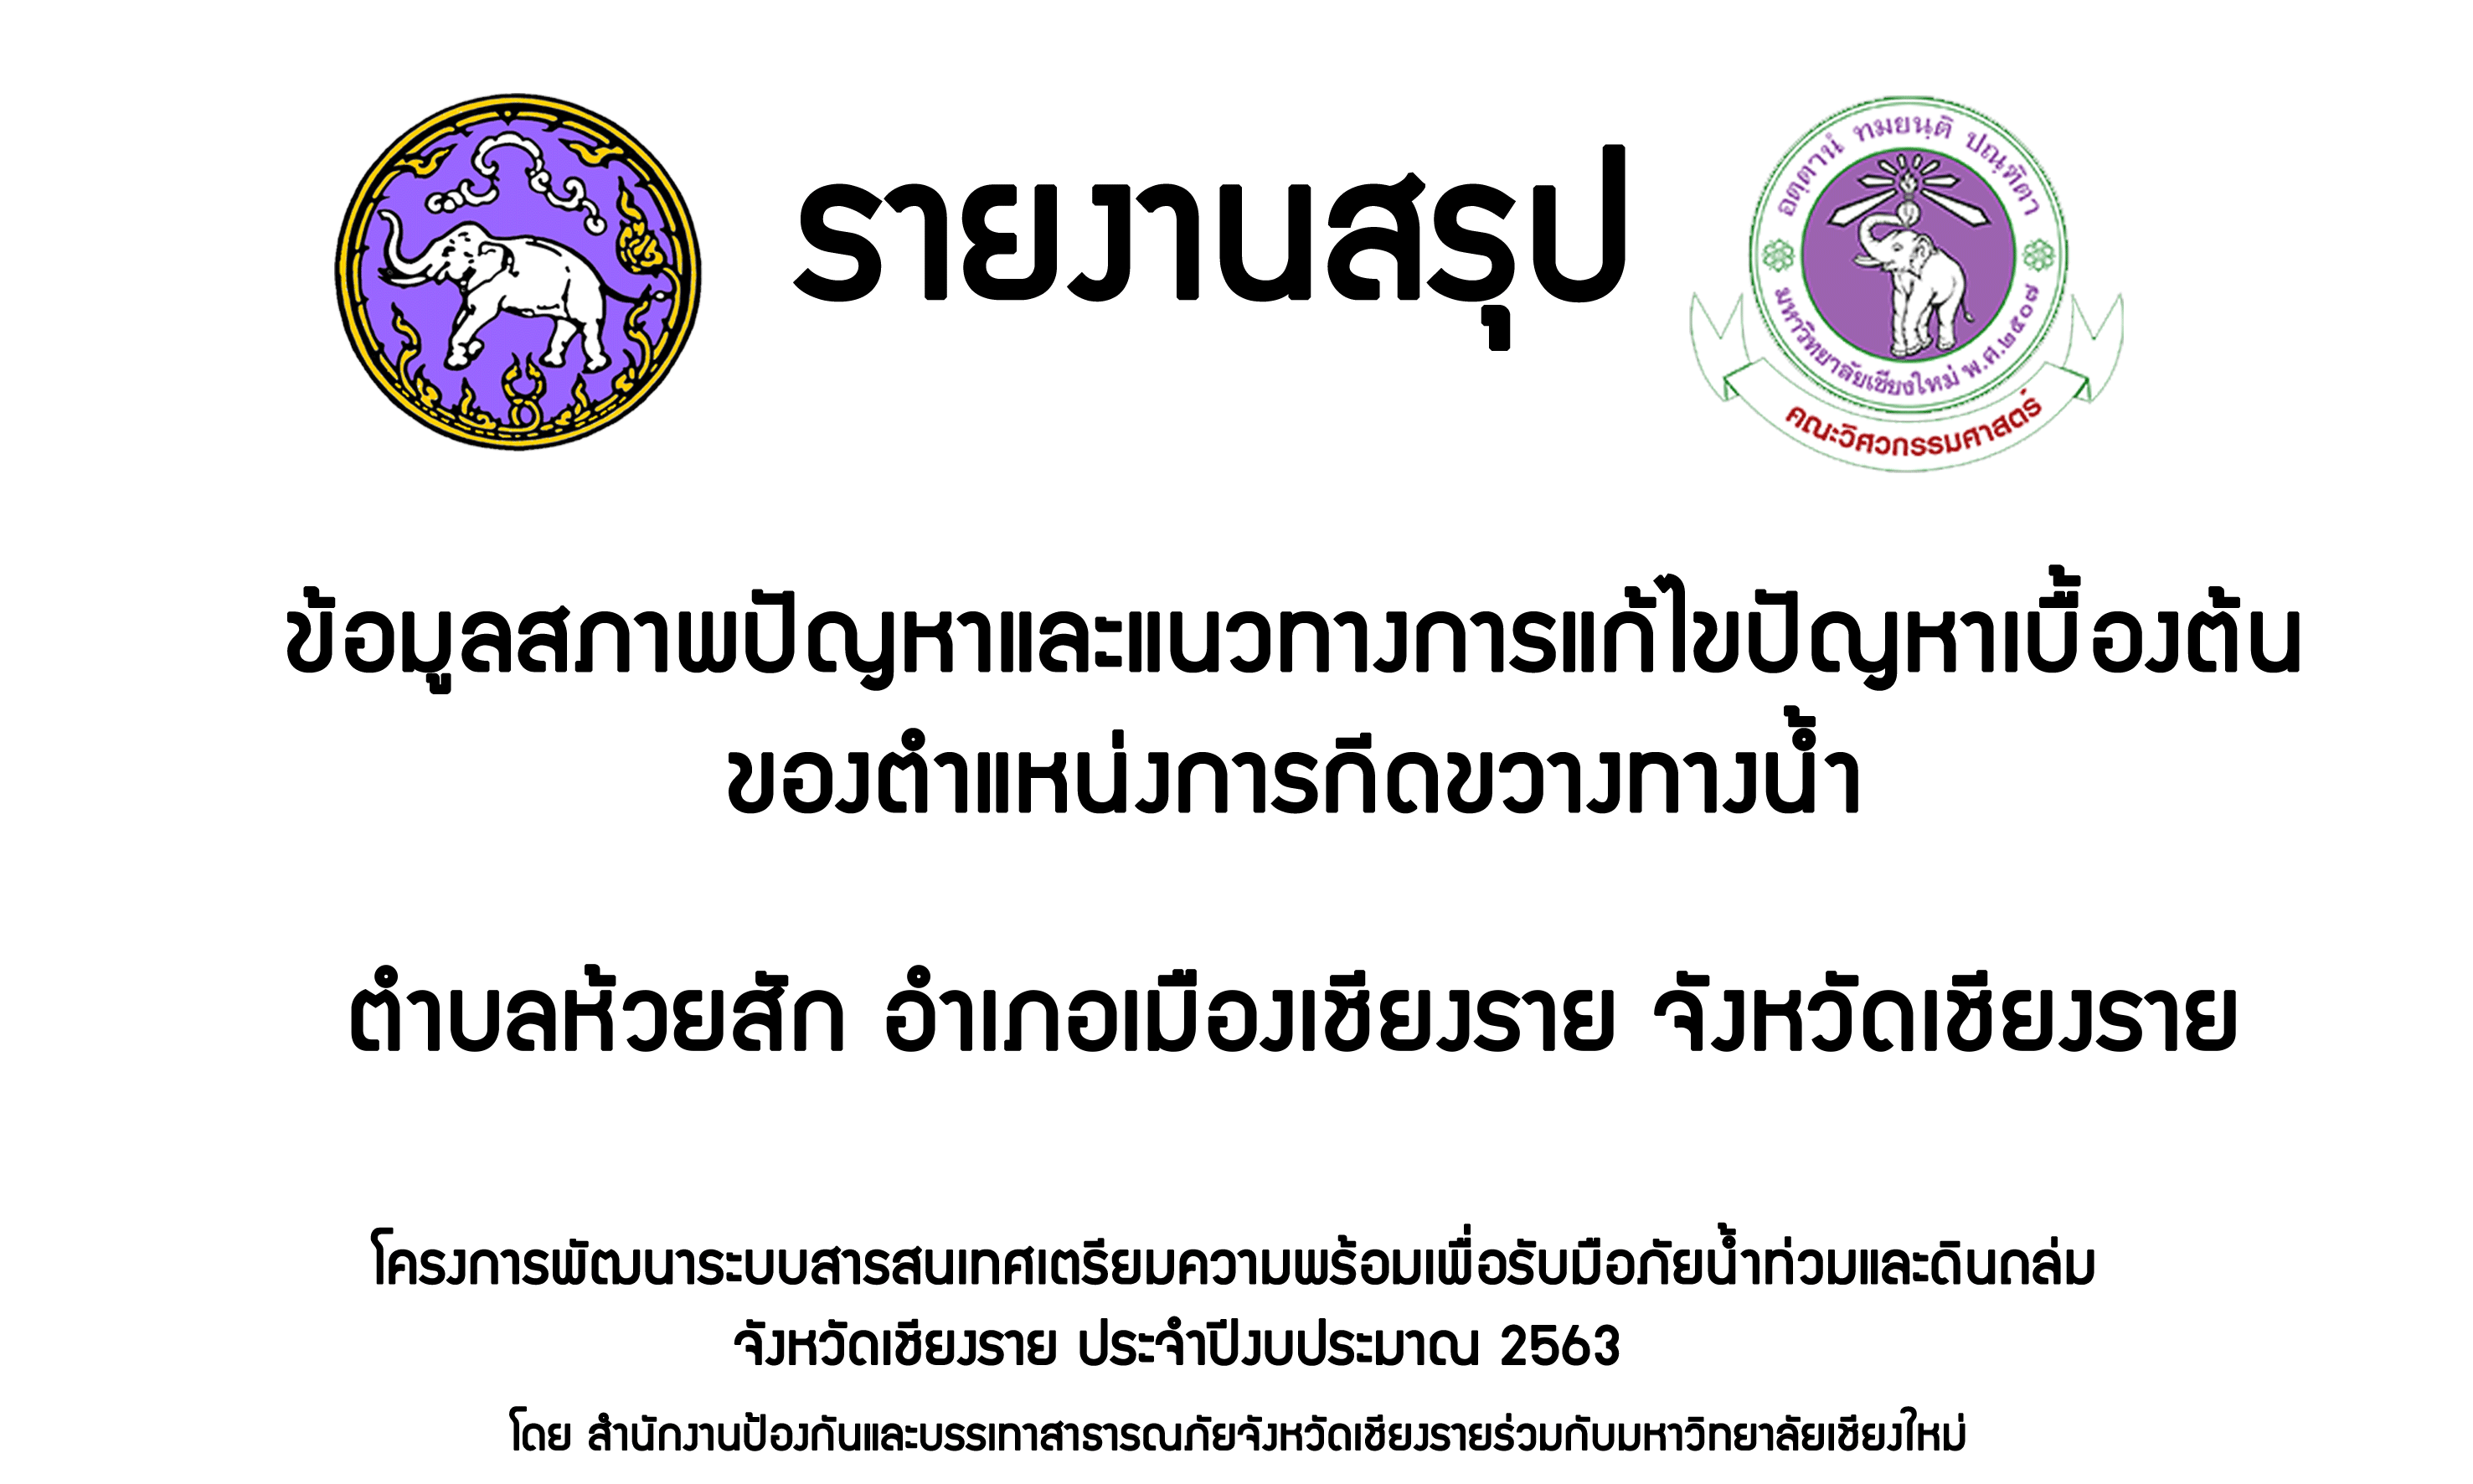 รายงานสรุป
อตฺตานํ ทมยนฺติ ปณฺฑิตา
มหาวิทยาลัยเชียงใหม่ พ.ศ.๒๕๐๗
คณะวิศวกรรมศาสตร์
ข้อมูลสภาพปัญหาและแนวทางการแก้ไขปัญหาเบื้องต้น
ของตำแหน่งการกีดขวางทางน้ำ
ตำบลห้วยสัก อำเภอเมืองเชียงราย จังหวัดเชียงราย
โครงการพัฒนาระบบสารสนเทศเตรียมความพร้อมเพื่อรับมือภัยน้ำท่วมและดินถล่ม
จังหวัดเชียงราย ประจำปีงบประมาณ 2563
โดย สำนักงานป้องกันและบรรเทาสาธารณภัยจังหวัดเชียงรายร่วมกับมหาวิทยาลัยเชียงใหม่